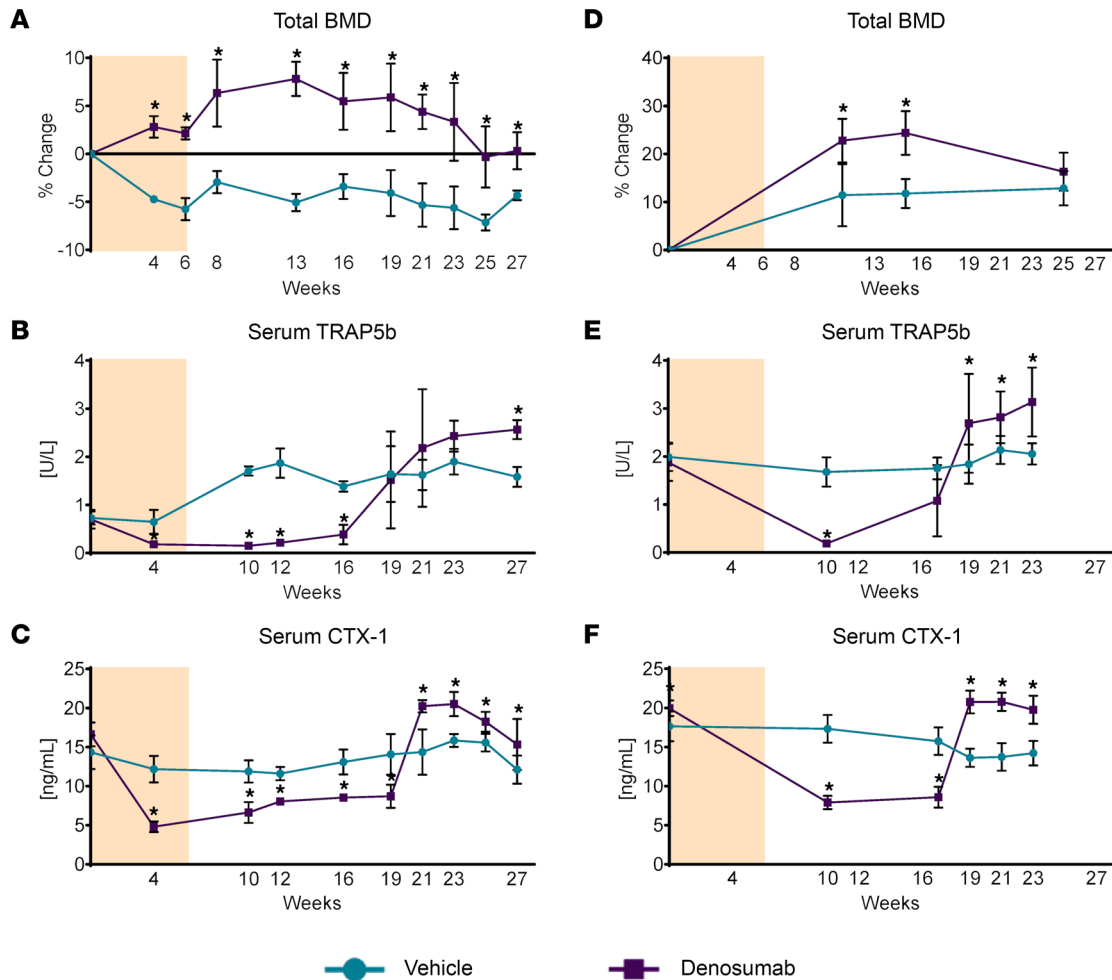 A
Total BMD
10
5
0
-5
-10
% Change
* * * * * * * * * *
4 6 8 13 16 19 21 23 25 27
Weeks
B
Serum TRAP5b
4
3
2
1
0
[U/L]
* * * * *
4 10 12 16 19 21 23 27
Weeks
C
Serum CTX-1
25
20
15
10
5
0
[ng/mL]
* * * * * * * * *
4 10 12 16 19 21 23 27
Weeks
D
Total BMD
40
30
20
10
0
% Change
* *
4 6 8 13 16 19 21 23 25 27
Weeks
E
Serum TRAP5b
4
3
2
1
0
[U/L]
* * * *
4 10 12 16 19 21 23 27
Weeks
F
Serum CTX-1
25
20
15
10
5
0
[ng/mL]
* * * * * *
4 10 12 16 19 21 23 27
Weeks
Vehicle
Denosumab